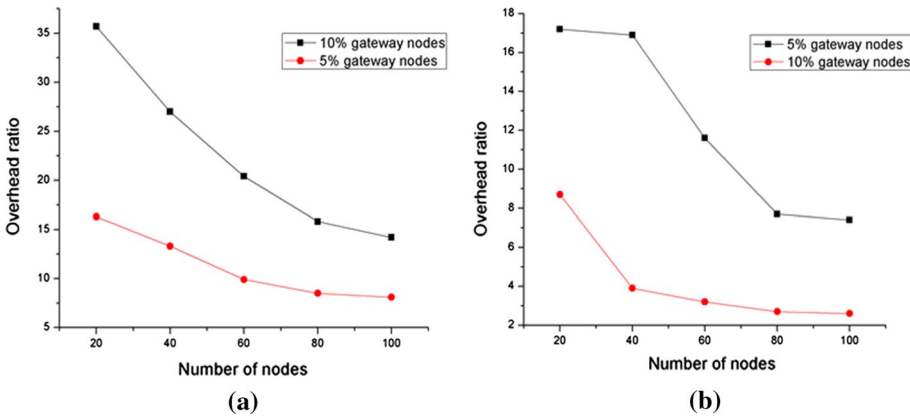 35
30
25
20
15
10
5
Overhead ratio
10% gateway nodes
5% gateway nodes
20 40 60 80 100
Number of nodes
(a)
18
16
14
12
10
8
6
4
2
Overhead ratio
5% gateway nodes
10% gateway nodes
20 40 60 80 100
Number of nodes
(b)